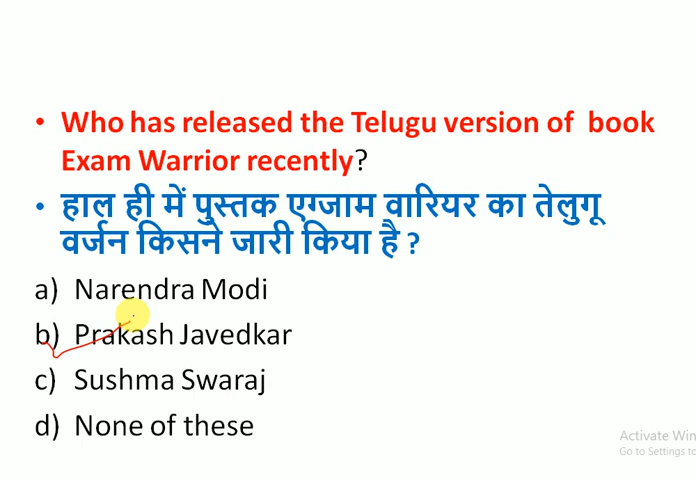 • Who has released the Telugu version of book
Exam Warrior recently?
• हाल ही में पुस्तक एग्जाम वारियर का तेलुगू
वर्जन किसने जारी किया है ?
a) Narendra Modi
b) Prakash Javedkar
c) Sushma Swaraj
d) None of these
Activate Win
Go to Settings to